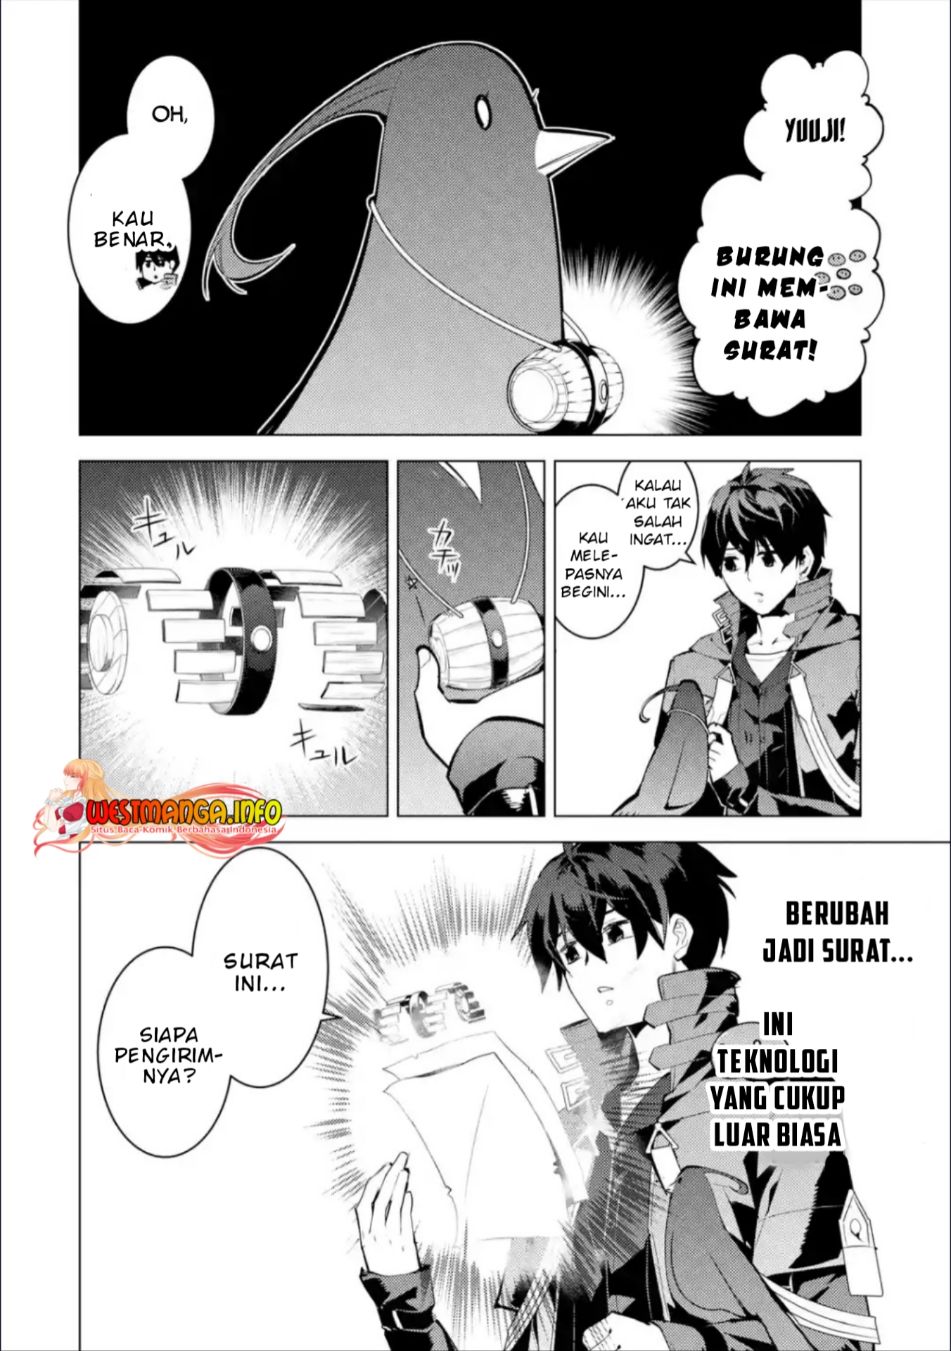 YUUJI!
BURUNG
INI MEM-
BAWA
SURAT!
OH,
KAU
BENAR.
KALAU
AKU TAK
SALAH
INGAT...
KAU
MELE-
PASNYA
BEGINI...
カチッ
キュル
キュル
WESTMANGA.INFO
Situs Baca Komik Berbahasa Indonesia
BERUBAH
JADI SURAT...
INI
TEKNOLOGI
YANG CUKUP
LUAR BIASA
SURAT
INI...
SIAPA
PENGIRIM-
NYA?